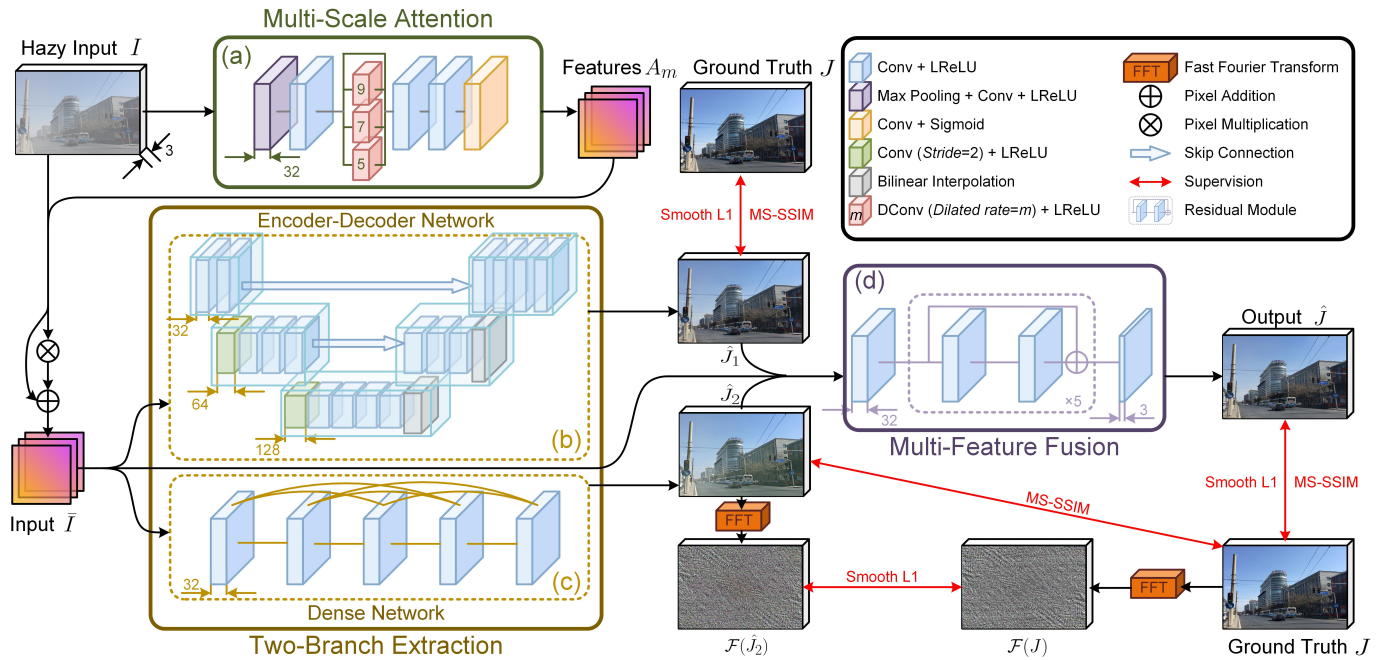 Multi-Scale Attention
Hazy Input I
(a)
9
7
5
32
3
Features A_m
Ground Truth J
Conv + LReLU
Max Pooling + Conv + LReLU
Conv + Sigmoid
Conv (Stride=2) + LReLU
Bilinear Interpolation
m
DConv (Dilated rate=m) + LReLU
FFT
Fast Fourier Transform
Pixel Addition
Pixel Multiplication
Skip Connection
Supervision
Residual Module
Smooth L1
MS-SSIM
Encoder-Decoder Network
32
64
128
(b)
Ĵ_1
Ĵ_2
(d)
32
×5
3
Multi-Feature Fusion
Output Ĵ
Input Ī
32
(c)
Dense Network
Two-Branch Extraction
FFT
MS-SSIM
Smooth L1
MS-SSIM
Smooth L1
FFT
F(Ĵ_2)
F(J)
Ground Truth J